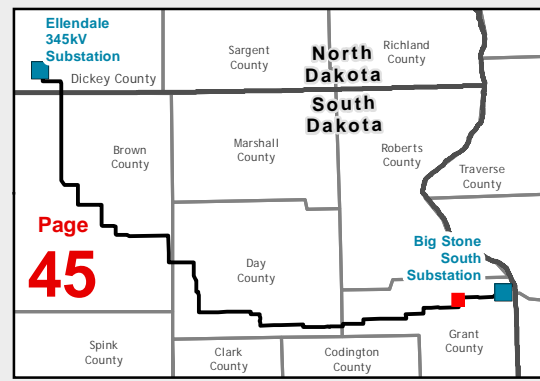 Ellendale
345kV
Substation
Dickey County
Sargent
County
North
Dakota
Richland
County
South
Dakota
Brown
County
Marshall
County
Roberts
County
Traverse
County
Page
45
Day
County
Big Stone
South
Substation
Grant
County
Spink
County
Clark
County
Codington
County